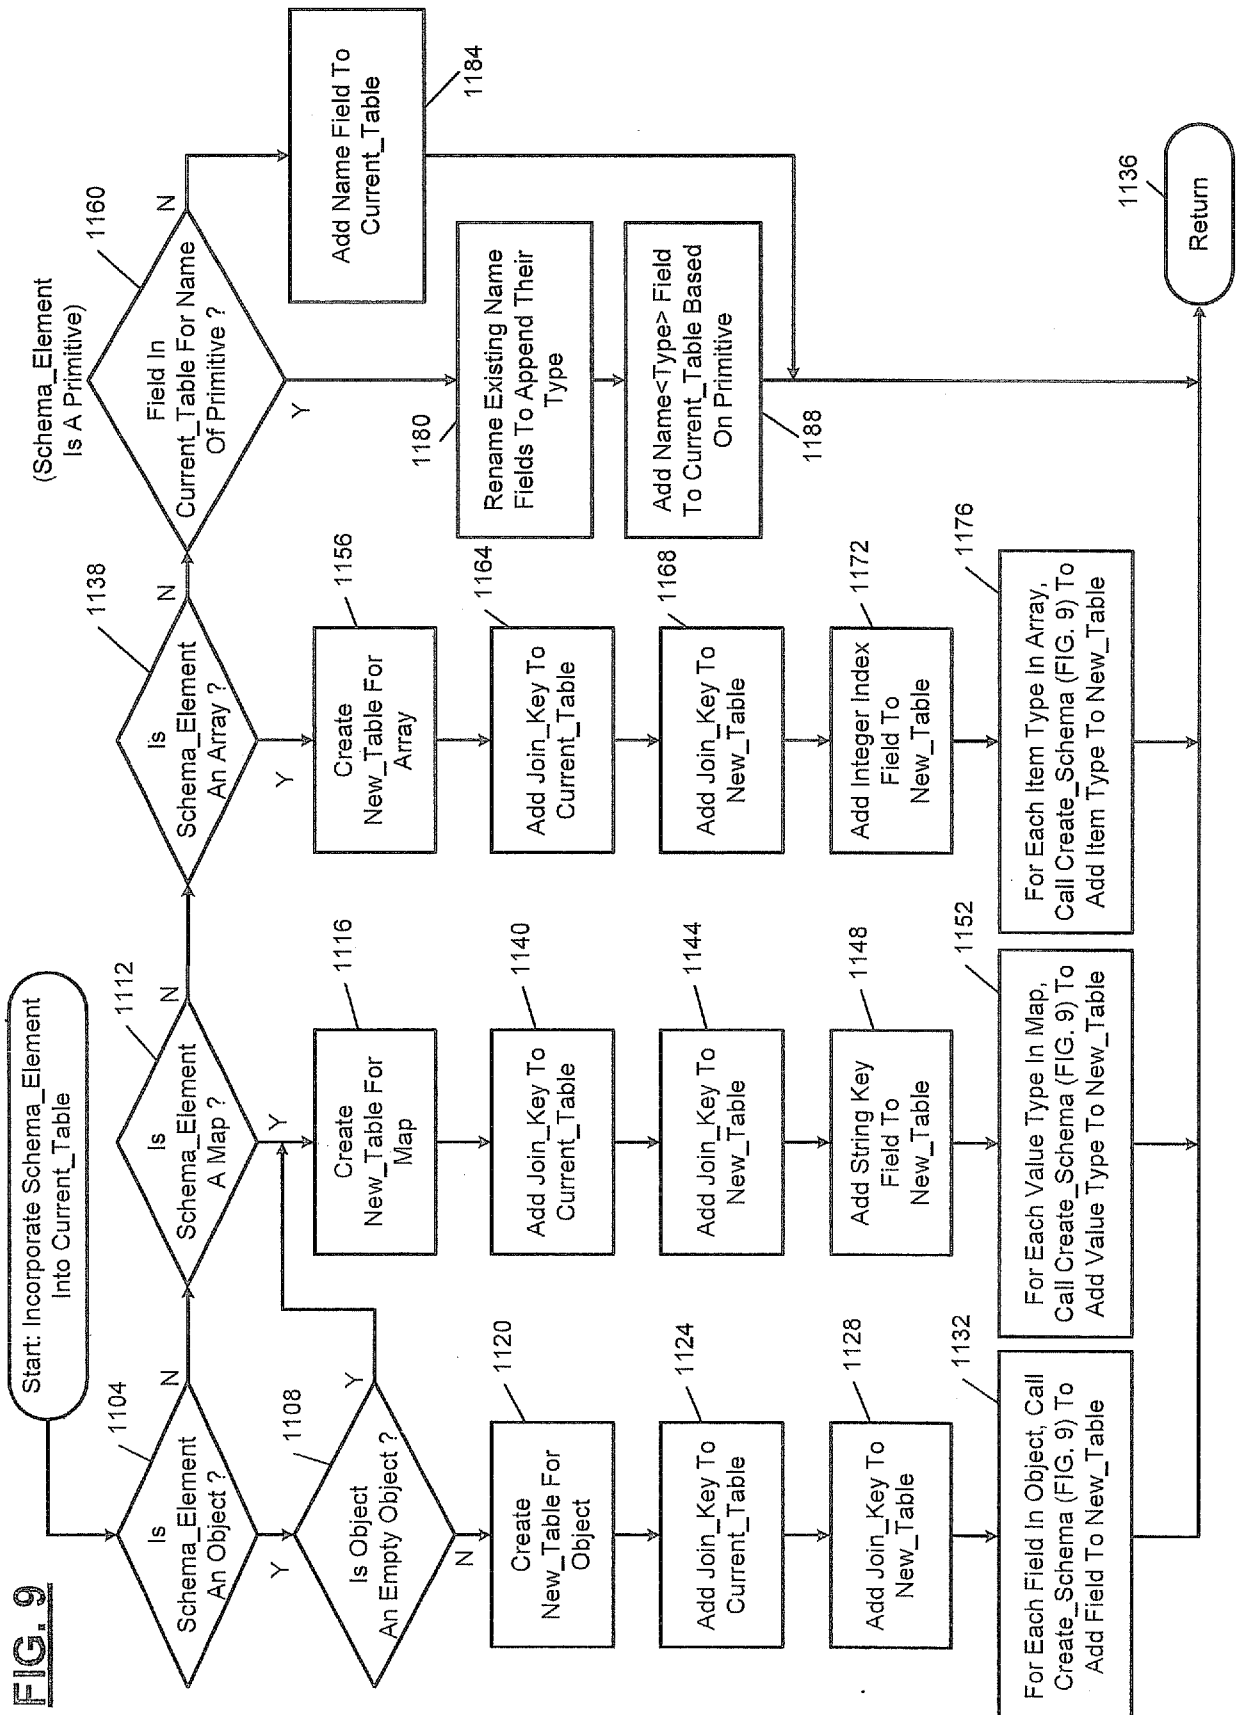 FIG. 9
Start: Incorporate Schema_Element
Into Current_Table
1104
Is
Schema_Element
An Object ?
N
Y
1108
Is Object
An Empty Object ?
Y
N
1120
Create
New_Table For
Object
1124
Add Join_Key To
Current_Table
1128
Add Join_Key To
New_Table
1132
For Each Field In Object, Call
Create_Schema (FIG. 9) To
Add Field To New_Table
1112
Is
Schema_Element
A Map ?
N
Y
1116
Create
New_Table For
Map
1140
Add Join_Key To
Current_Table
1144
Add Join_Key To
New_Table
1148
Add String Key
Field To
New_Table
1152
For Each Value Type In Map,
Call Create_Schema (FIG. 9) To
Add Value Type To New_Table
1138
Is
Schema_Element
An Array ?
N
Y
1156
Create
New_Table For
Array
1164
Add Join_Key To
Current_Table
1168
Add Join_Key To
New_Table
1172
Add Integer Index
Field To
New_Table
1176
For Each Item Type In Array,
Call Create_Schema (FIG. 9) To
Add Item Type To New_Table
(Schema_Element
Is A Primitive)
1160
Field In
Current_Table For Name
Of Primitive ?
N
Y
1180
Rename Existing Name
Fields To Append Their
Type
Add Name<Type> Field
To Current_Table Based
On Primitive
1188
Add Name Field To
Current_Table
1184
1136
Return